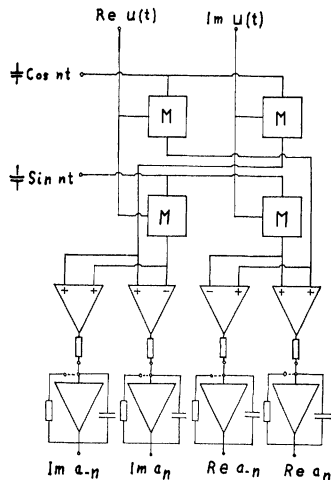 Re u(t) Im u(t)
Cos nt
M M
Sin nt
M M
+ + + - - + + +
Im a-n Im an Re a-n Re an